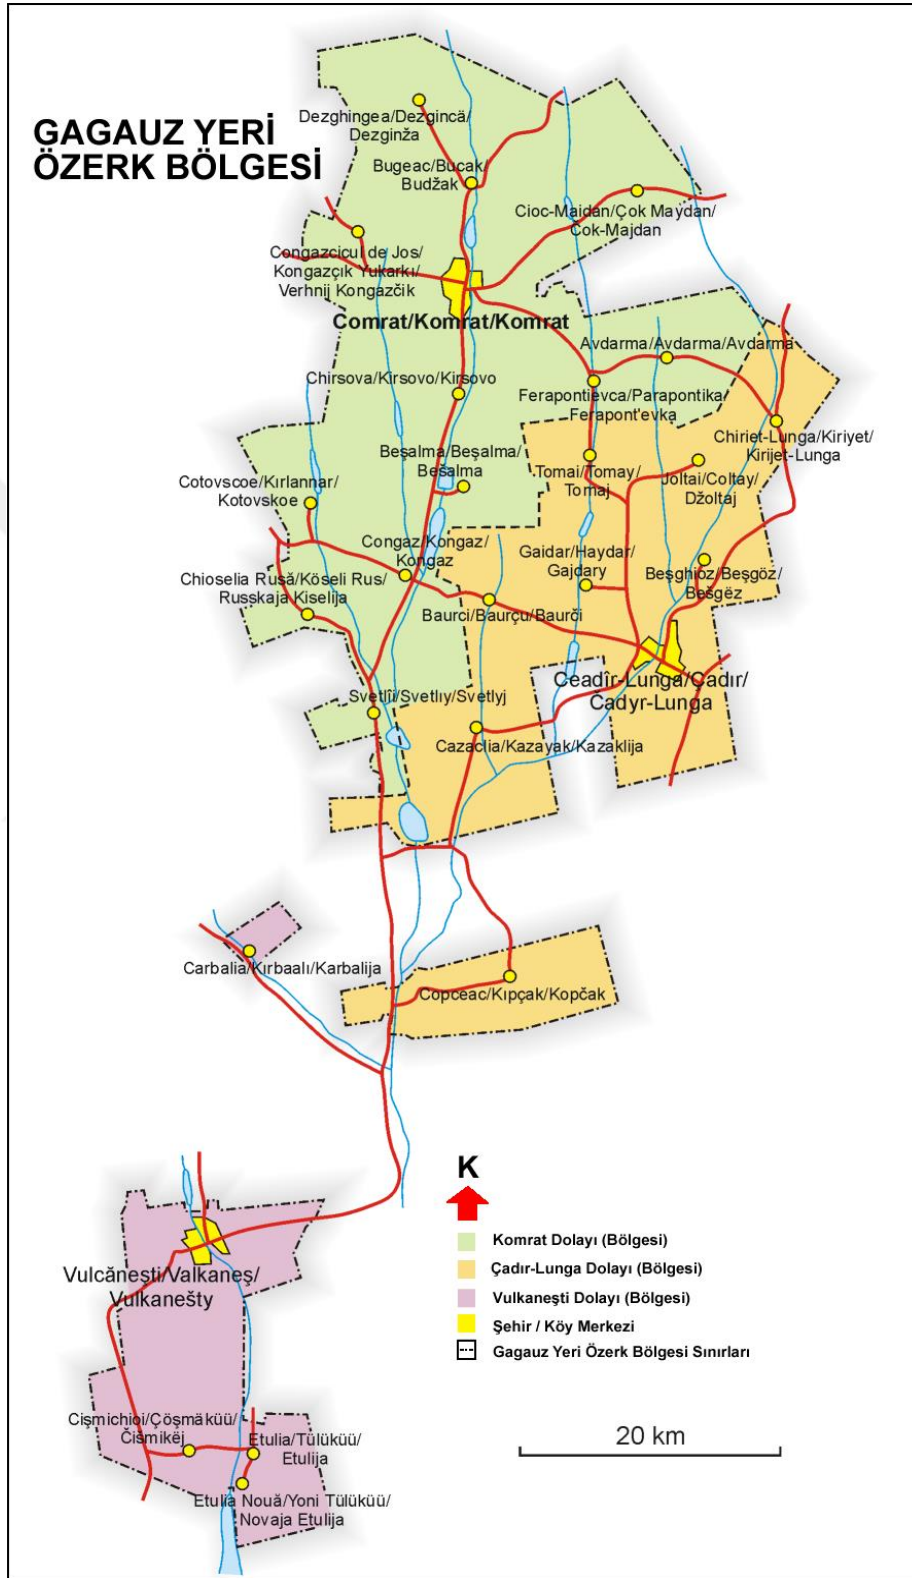 GAGAUZ YERİ
ÖZERK BÖLGESİ
Dezghingea/Dezgincä/
Dezginža
Bugeac/Bucak/
Budžak
Cioc-Maidan/Çok Maydan/
Čok-Majdan
Congazcicul de Jos/
Kongazçık Yukarkı/
Verhnij Kongazčik
Comrat/Komrat/Komrat
Avdarma/Avdarma/Avdarma
Chirsova/Kirsovo/Kirsovo
Ferapontievca/Parapontika/
Ferapont'evka
Chiriet-Lunga/Kiriyet/
Kirijet-Lunga
Beşalma/Beşalma/
Bešalma
Tomai/Tomay/
Tomaj
Joltai/Coltay/
Džoltaj
Cotovscoe/Kırlannar/
Kotovskoe
Congaz/Kongaz/
Kongaz
Gaidar/Haydar/
Gajdary
Chioselia Rusă/Köseli Rus/
Russkaja Kiselija
Beşghioz/Beşgöz/
Bešgëz
Baurci/Baurçu/Baurči
Ceadîr-Lunga/Çadır/
Čadyr-Lunga
Svetlîi/Svetlıy/Svetlyj
Cazaclia/Kazayak/Kazaklija
Carbalia/Kırbaalı/Karbalija
Copceac/Kıpçak/Kopčak
K
Komrat Dolayı (Bölgesi)
Çadır-Lunga Dolayı (Bölgesi)
Vulkaneşti Dolayı (Bölgesi)
Şehir / Köy Merkezi
Gagauz Yeri Özerk Bölgesi Sınırları
Vulcăneşti/Valkaneş/
Vulkanešty
Cişmichioi/Çöşmäküü/
Čišmikëj
Etulia/Tülüküü/
Etulija
20 km
Etulia Nouă/Yoni Tülüküü/
Novaja Etulija